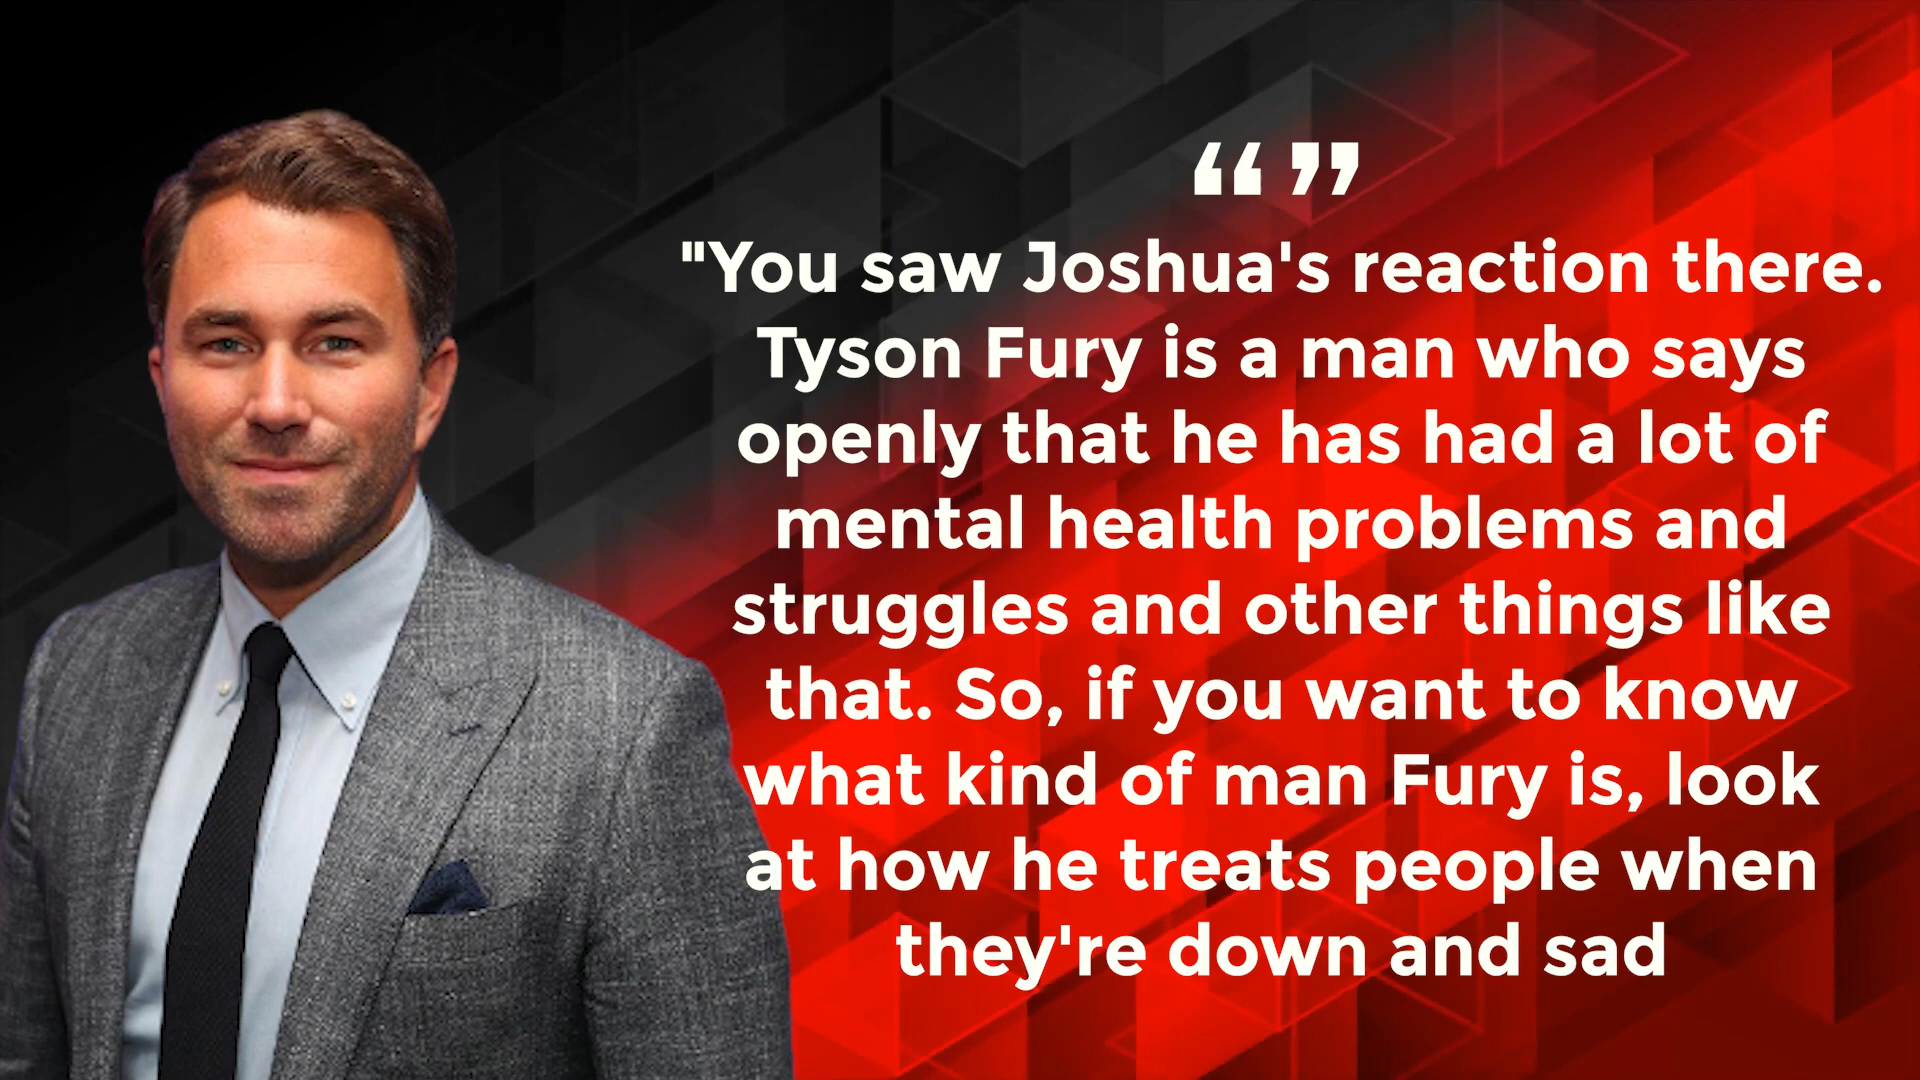 “ ”
"You saw Joshua's reaction there.
Tyson Fury is a man who says
openly that he has had a lot of
mental health problems and
struggles and other things like
that. So, if you want to know
what kind of man Fury is, look
at how he treats people when
they're down and sad